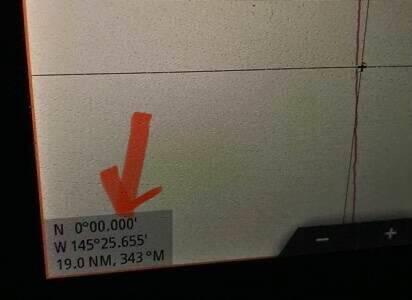 N 0°00.000'
W 145°25.655'
19.0 NM, 343°M
- +